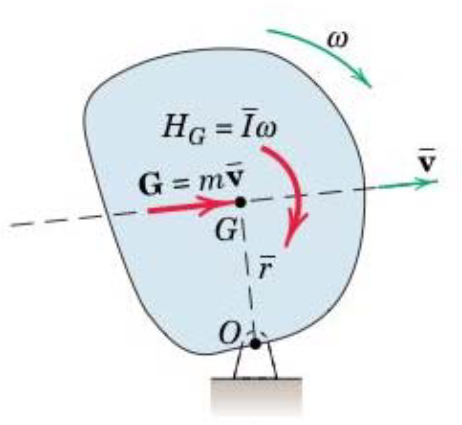 ω
H_G = Īω
v̄
G = mv̄
G
r̄
O